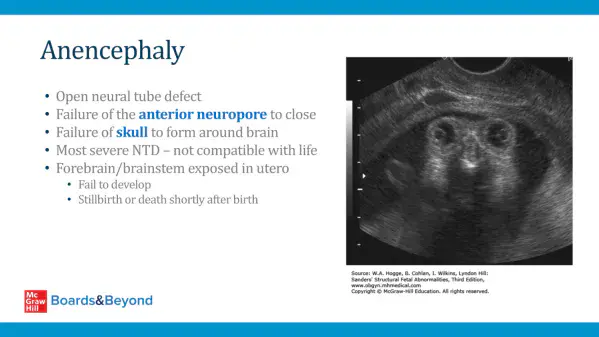 Anencephaly
• Open neural tube defect
• Failure of the anterior neuropore to close
• Failure of skull to form around brain
• Most severe NTD – not compatible with life
• Forebrain/brainstem exposed in utero
• Fail to develop
• Stillbirth or death shortly after birth
Source: W.A. Hogge, B. Cohlan, I. Wilkins, Lyndon Hill:
Sanders' Structural Fetal Abnormalities, Third Edition,
www.obgyn.mhmedical.com
Copyright © McGraw-Hill Education. All rights reserved.
Mc
Graw
Hill
Boards&Beyond